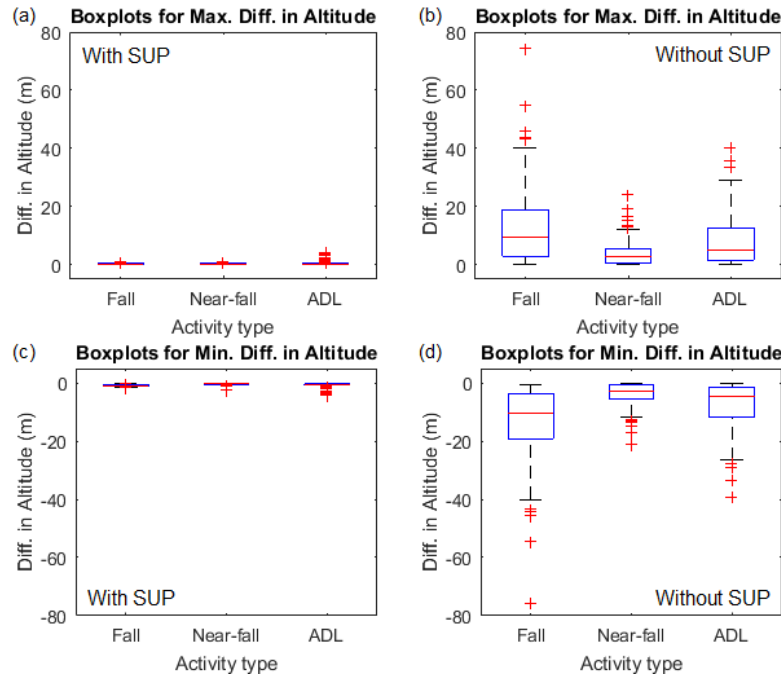 (a) Boxplots for Max. Diff. in Altitude
80
60
40
20
0
Diff. in Altitude (m)
With SUP
Fall Near-fall ADL
Activity type
(b) Boxplots for Max. Diff. in Altitude
80
60
40
20
0
Diff. in Altitude (m)
Without SUP
Fall Near-fall ADL
Activity type
(c) Boxplots for Min. Diff. in Altitude
0
-20
-40
-60
-80
Diff. in Altitude (m)
With SUP
Fall Near-fall ADL
Activity type
(d) Boxplots for Min. Diff. in Altitude
0
-20
-40
-60
-80
Diff. in Altitude (m)
Without SUP
Fall Near-fall ADL
Activity type